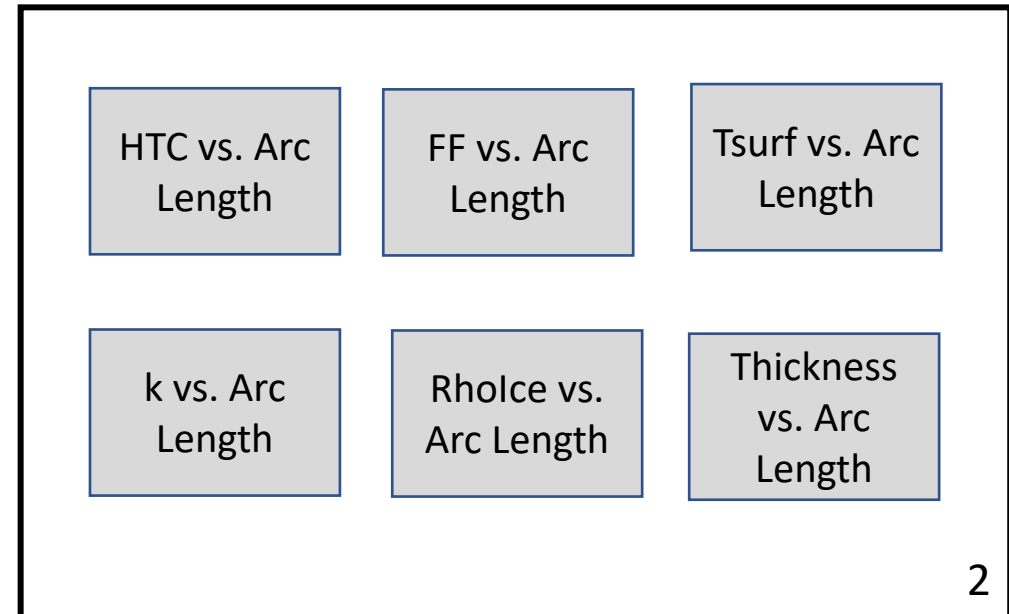 HTC vs. Arc
Length
FF vs. Arc
Length
Tsurf vs. Arc
Length
k vs. Arc
Length
RhoIce vs.
Arc Length
Thickness
vs. Arc
Length
2